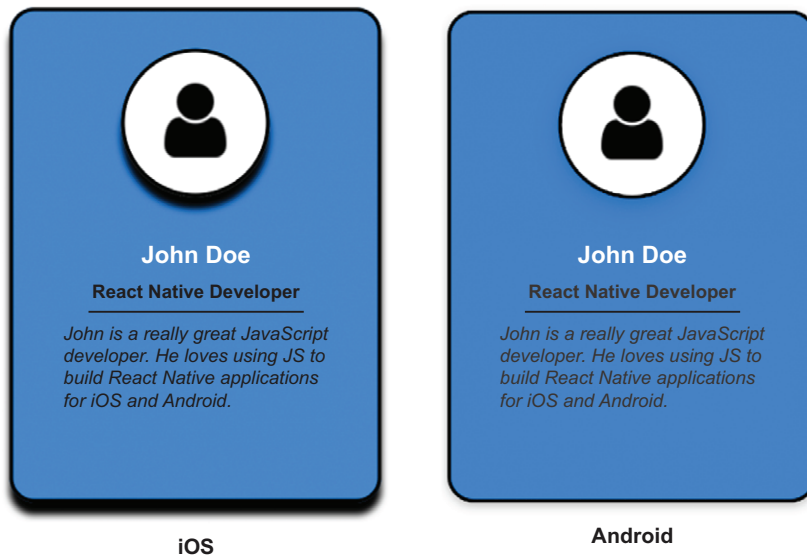 John Doe
React Native Developer
John is a really great JavaScript
developer. He loves using JS to
build React Native applications
for iOS and Android.
iOS
John Doe
React Native Developer
John is a really great JavaScript
developer. He loves using JS to
build React Native applications
for iOS and Android.
Android